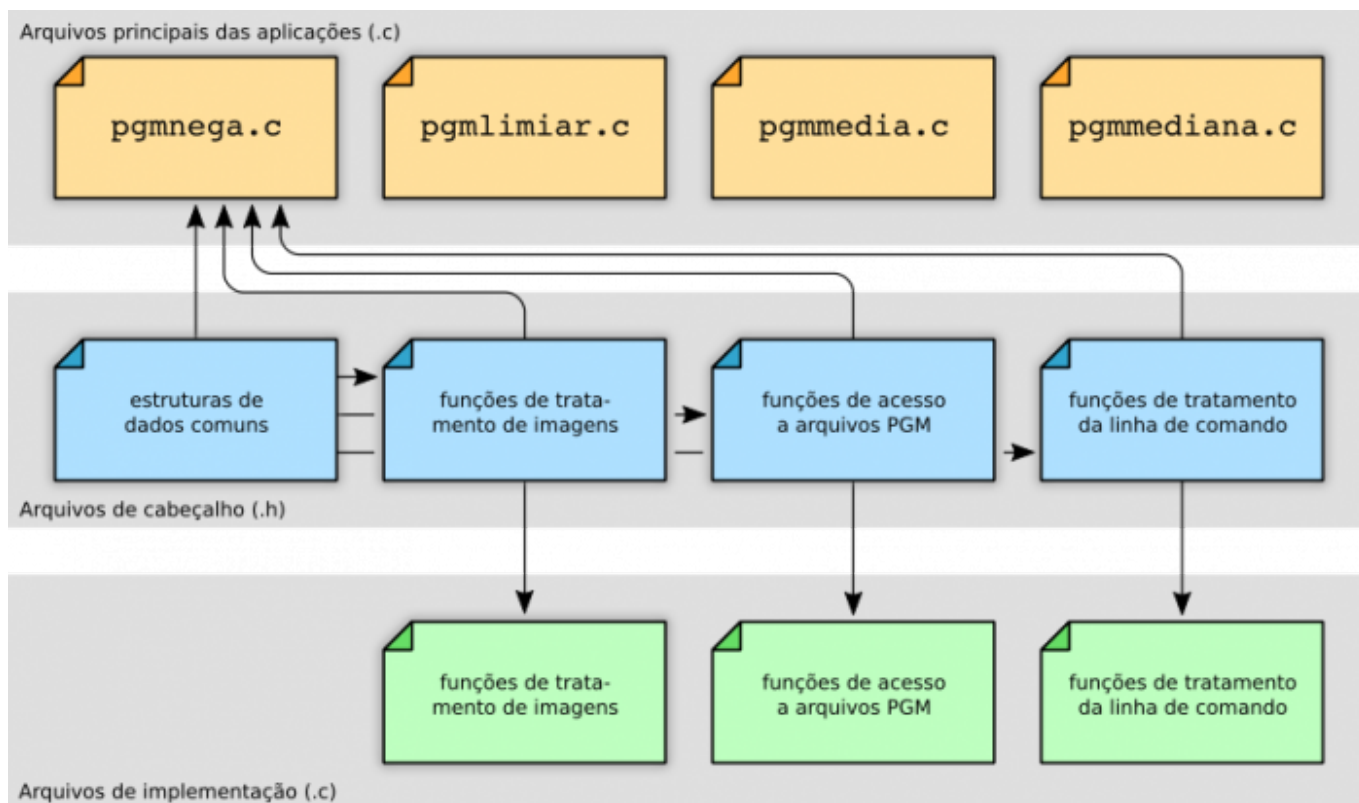 Arquivos principais das aplicações (.c)
pgmnega.c
pgmlimiar.c
pgmmedia.c
pgmmediana.c
estruturas de
dados comuns
funções de trata-
mento de imagens
funções de acesso
a arquivos PGM
funções de tratamento
da linha de comando
Arquivos de cabeçalho (.h)
funções de trata-
mento de imagens
funções de acesso
a arquivos PGM
funções de tratamento
da linha de comando
Arquivos de implementação (.c)